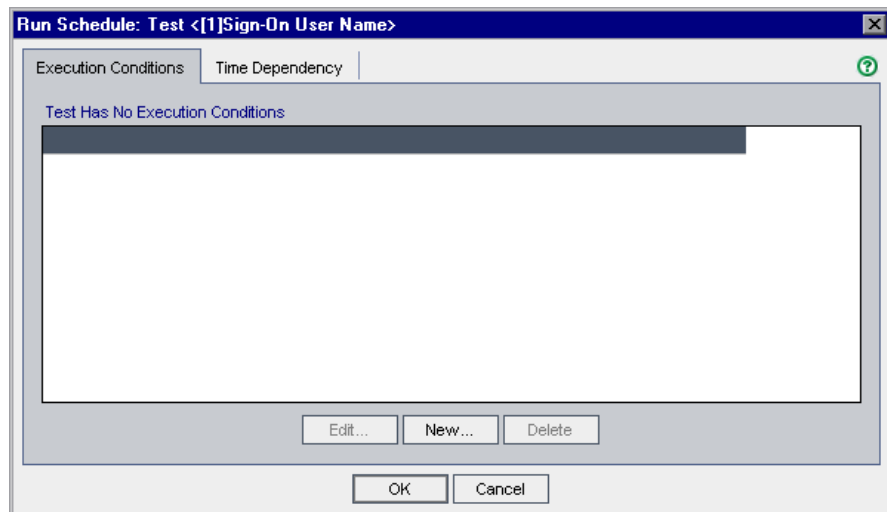 Run Schedule: Test <[1]Sign-On User Name>
Execution Conditions Time Dependency
Test Has No Execution Conditions
Edit... New... Delete
OK Cancel